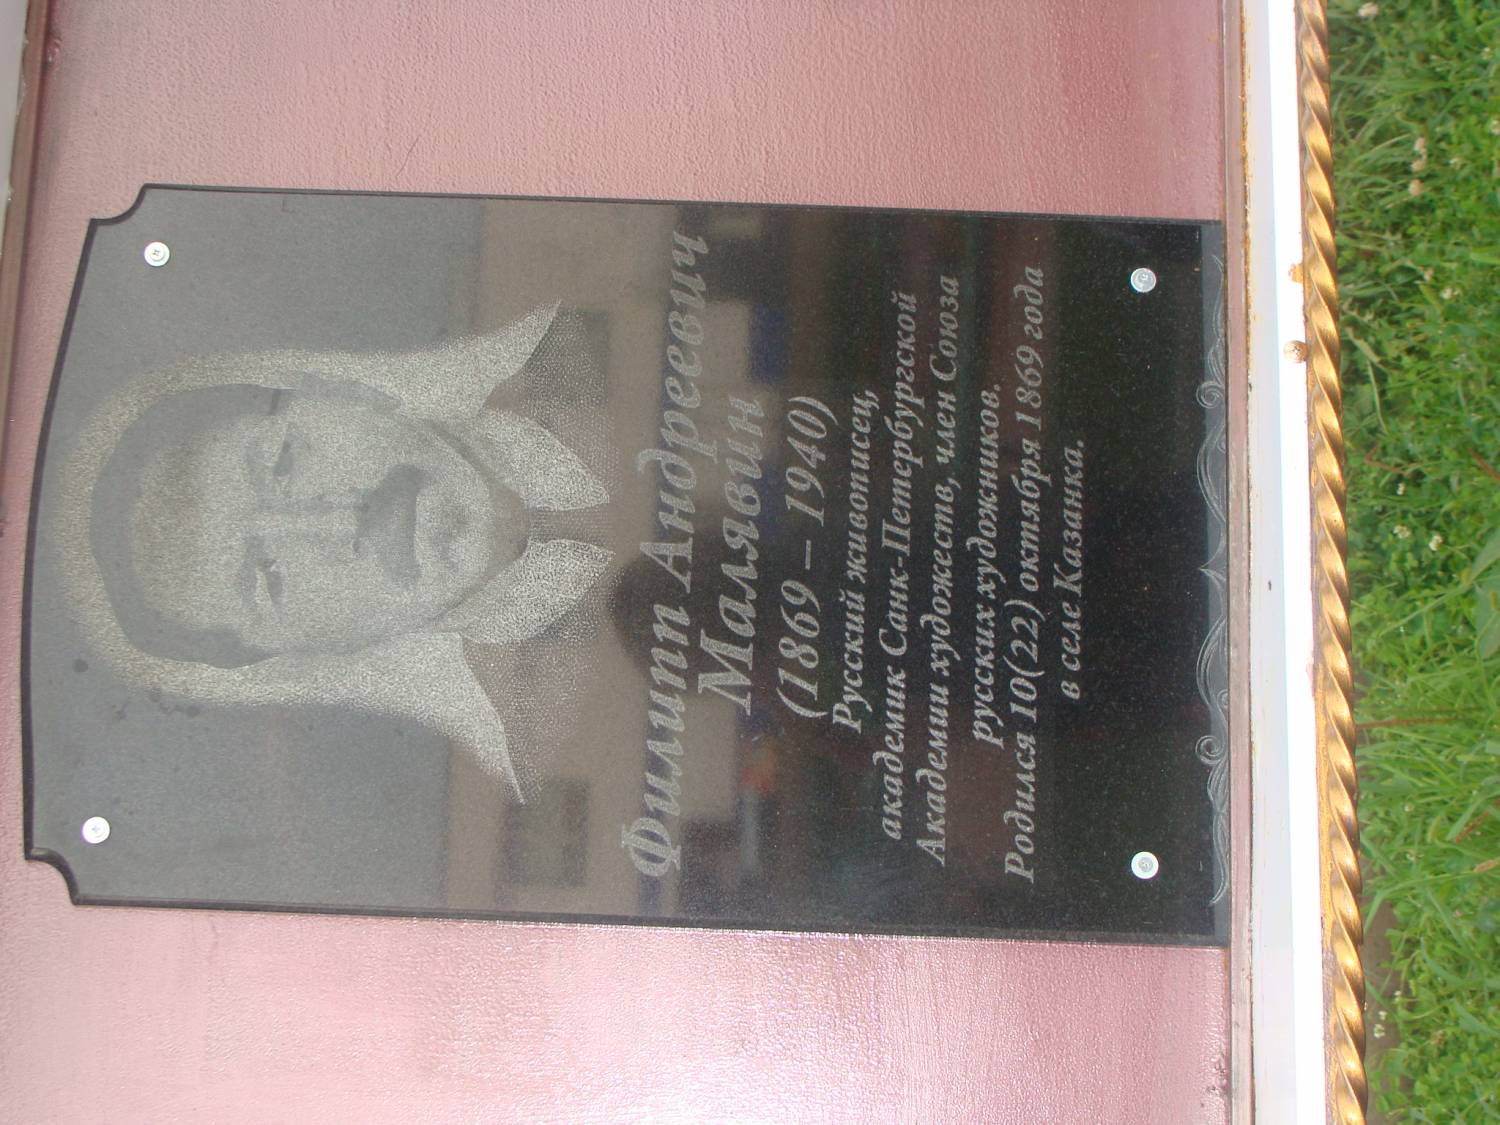 Филипп Андреевич
Малявин
(1869 – 1940)
Русский живописец,
академик Санк-Петербургской
Академии художеств, член Союза
русских художников.
Родился 10(22) октября 1869 года
в селе Казанка.